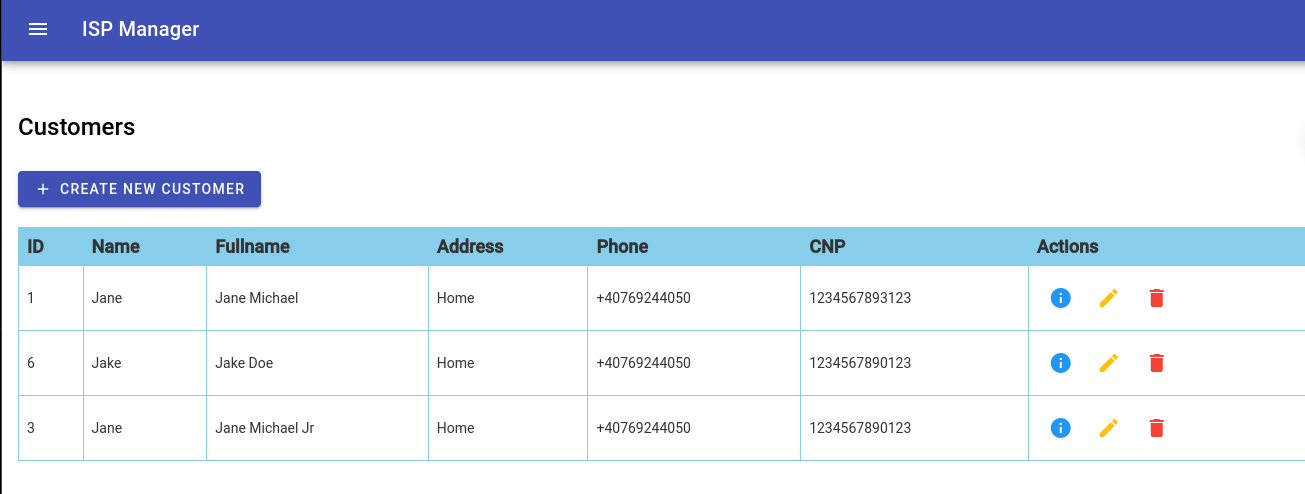 ISP Manager
Customers
+ CREATE NEW CUSTOMER
ID Name Fullname Address Phone CNP Actions
1 Jane Jane Michael Home +40769244050 1234567893123
6 Jake Jake Doe Home +40769244050 1234567890123
3 Jane Jane Michael Jr Home +40769244050 1234567890123